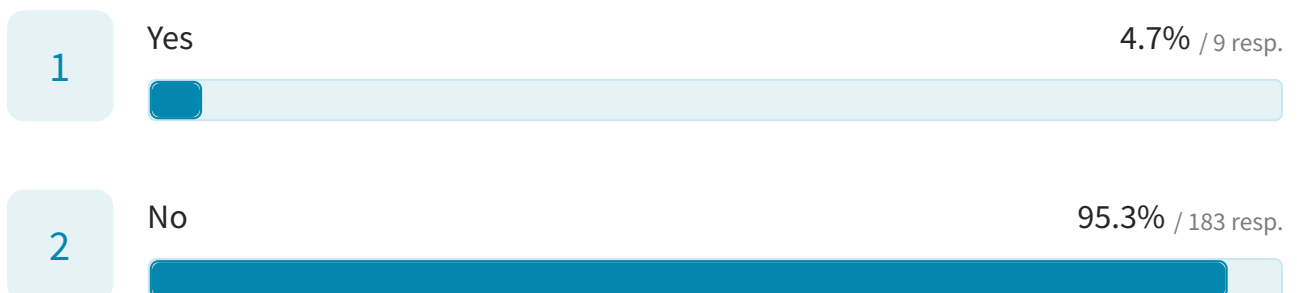 1
Yes
4.7% / 9 resp.
2
No
95.3% / 183 resp.